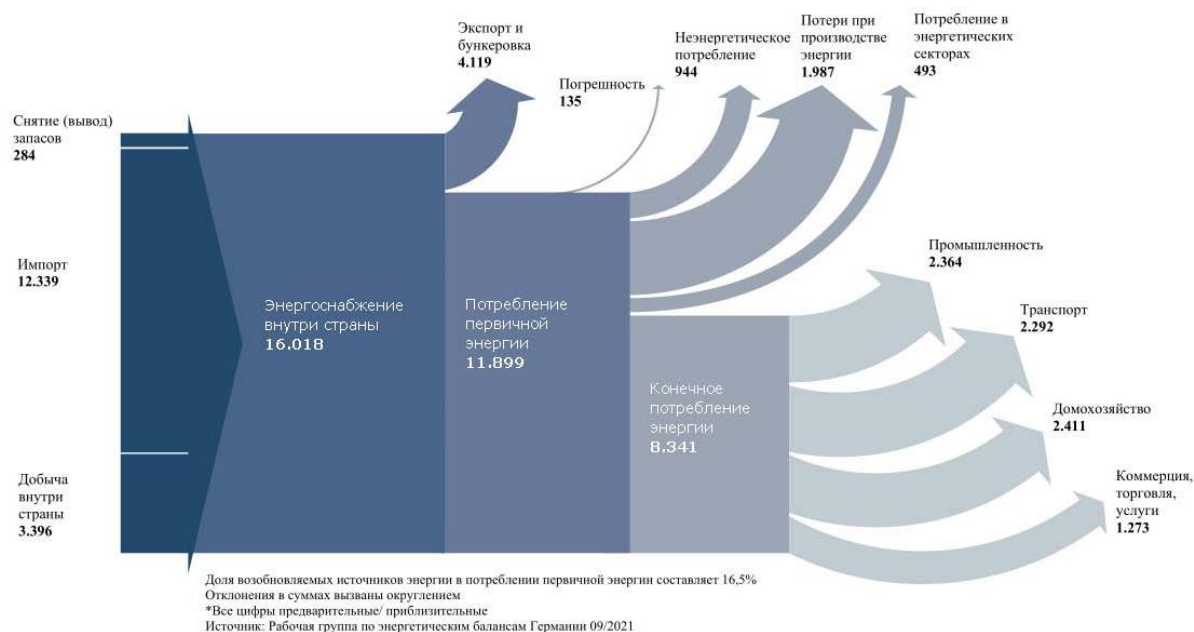 Экспорт и
бункеровка
4.119
Погрешность
135
Неэнергетическое
потребление
944
Потери при
производстве
энергии
1.987
Потребление в
энергетических
секторах
493
Снятие (вывод)
запасов
284
Импорт
12.339
Добыча
внутри
страны
3.396
Энергоснабжение
внутри страны
16.018
Потребление
первичной
энергии
11.899
Конечное
потребление
энергии
8.341
Промышленность
2.364
Транспорт
2.292
Домохозяйство
2.411
Коммерция,
торговля,
услуги
1.273
Доля возобновляемых источников энергии в потреблении первичной энергии составляет 16,5%
Отклонения в суммах вызваны округлением
*Все цифры предварительные/ приблизительные
Источник: Рабочая группа по энергетическим балансам Германии 09/2021